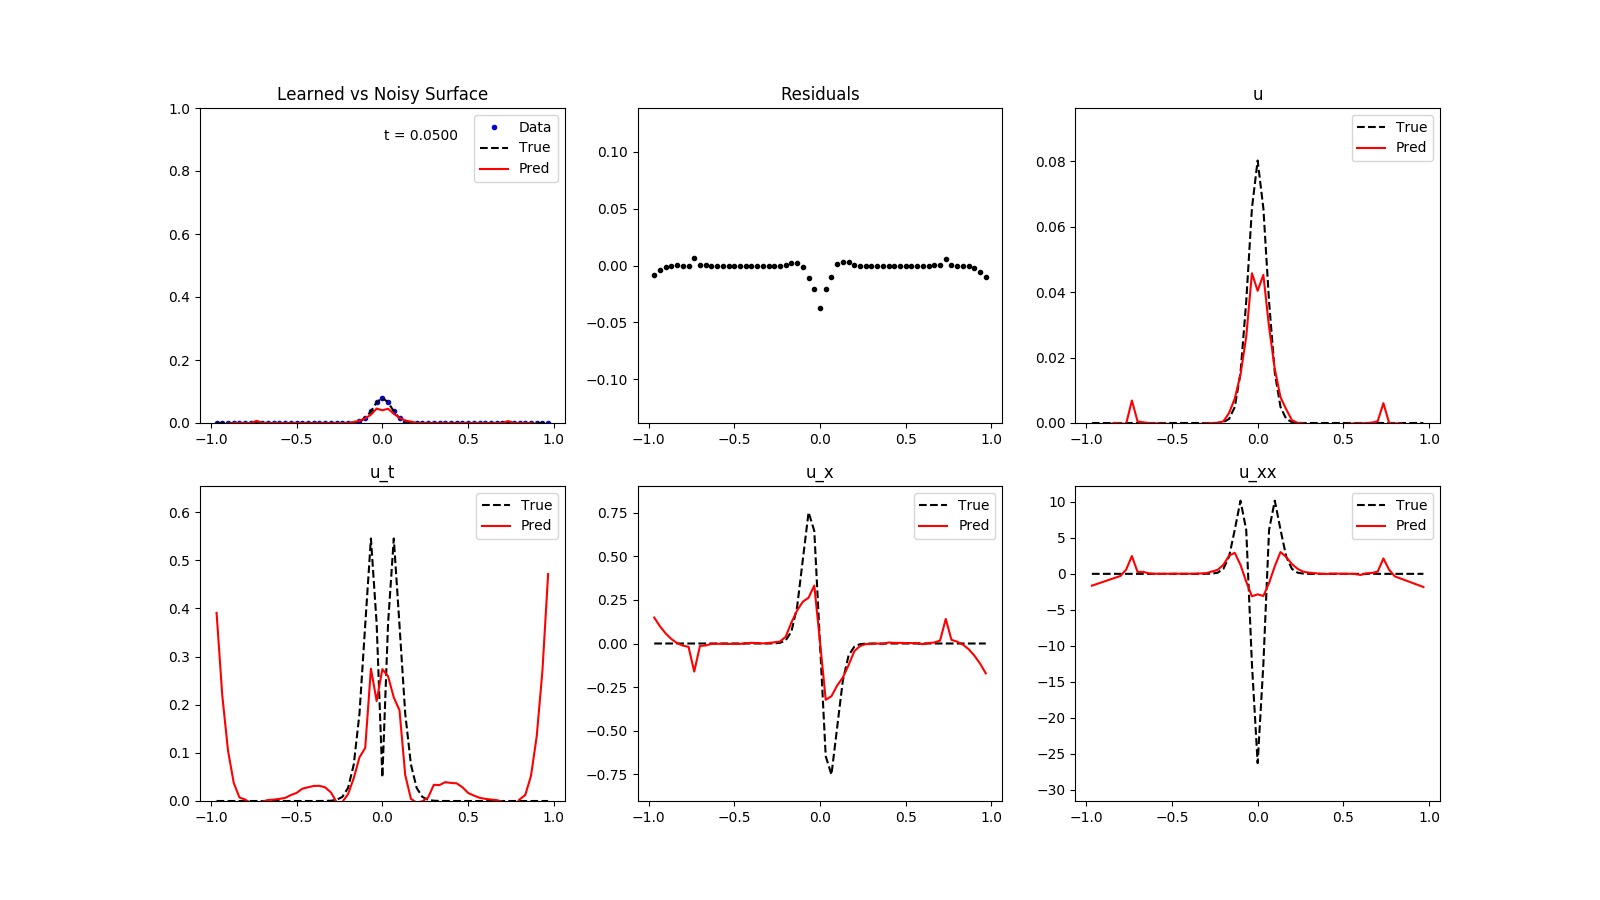 Learned vs Noisy Surface
t = 0.0500
Data
True
Pred
1.0
0.8
0.6
0.4
0.2
0.0
−1.0 −0.5 0.0 0.5 1.0
Residuals
0.10
0.05
0.00
−0.05
−0.10
−1.0 −0.5 0.0 0.5 1.0
u
True
Pred
0.08
0.06
0.04
0.02
0.00
−1.0 −0.5 0.0 0.5 1.0
u_t
True
Pred
0.6
0.5
0.4
0.3
0.2
0.1
0.0
−1.0 −0.5 0.0 0.5 1.0
u_x
True
Pred
0.75
0.50
0.25
0.00
−0.25
−0.50
−0.75
−1.0 −0.5 0.0 0.5 1.0
u_xx
True
Pred
10
5
0
−5
−10
−15
−20
−25
−30
−1.0 −0.5 0.0 0.5 1.0